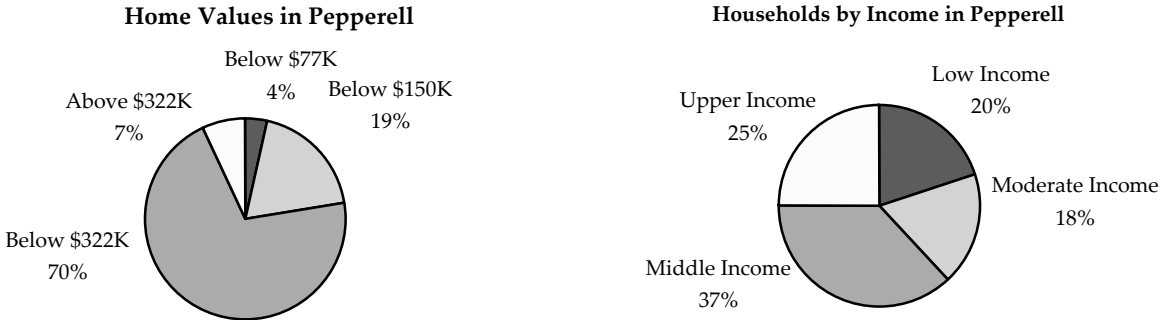 Home Values in Pepperell
Below $77K
4%
Below $150K
19%
Above $322K
7%
Below $322K
70%
Households by Income in Pepperell
Low Income
20%
Upper Income
25%
Moderate Income
18%
Middle Income
37%